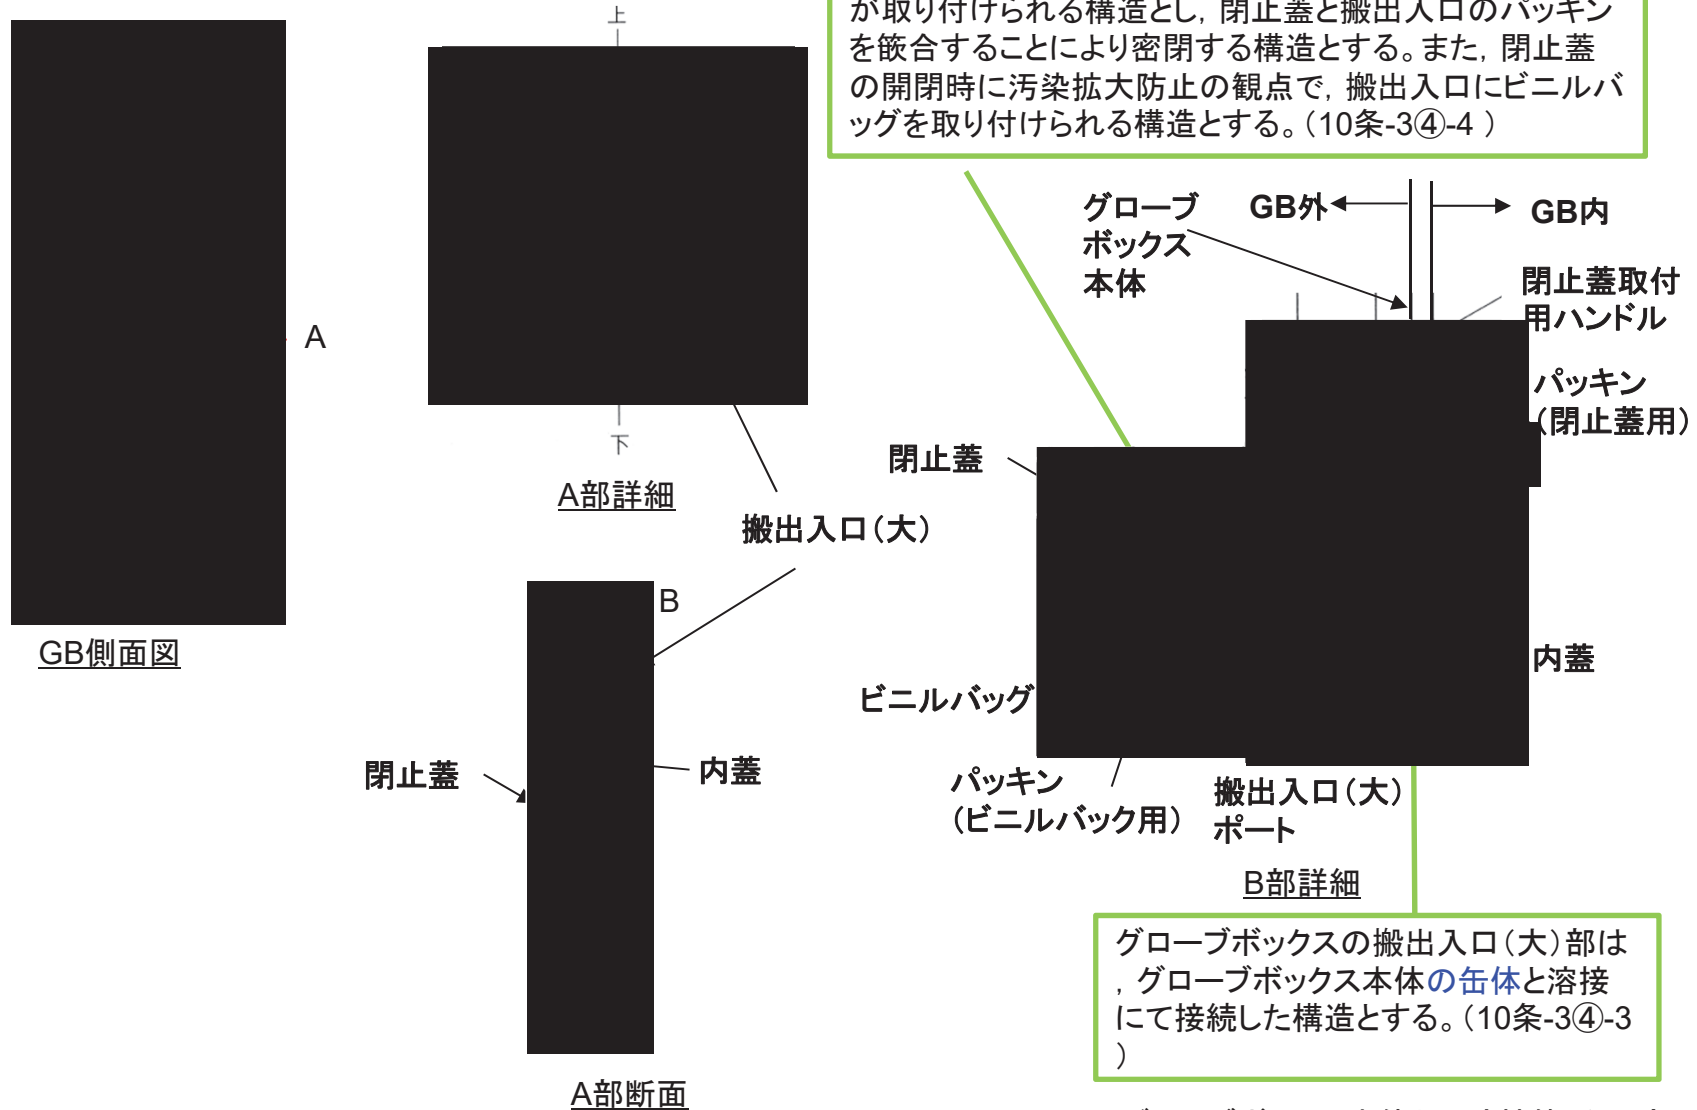 が取り付けられる構造とし，閉止蓋と搬出入口のパッキン
を篏合することにより密閉する構造とする。また，閉止蓋
の開閉時に汚染拡大防止の観点で，搬出入口にビニルバ
ッグを取り付けられる構造とする。（10条-3④-4 ）
上
下
A
A部詳細
GB側面図
搬出入口（大）
B
閉止蓋
内蓋
A部断面
グローブ
ボックス
本体
GB外
GB内
閉止蓋取付
用ハンドル
パッキン
（閉止蓋用）
閉止蓋
ビニルバッグ
内蓋
パッキン
（ビニルバック用）
搬出入口（大）
ポート
B部詳細
グローブボックスの搬出入口（大）部は
，グローブボックス本体の缶体と溶接
にて接続した構造とする。（10条-3④-3
）